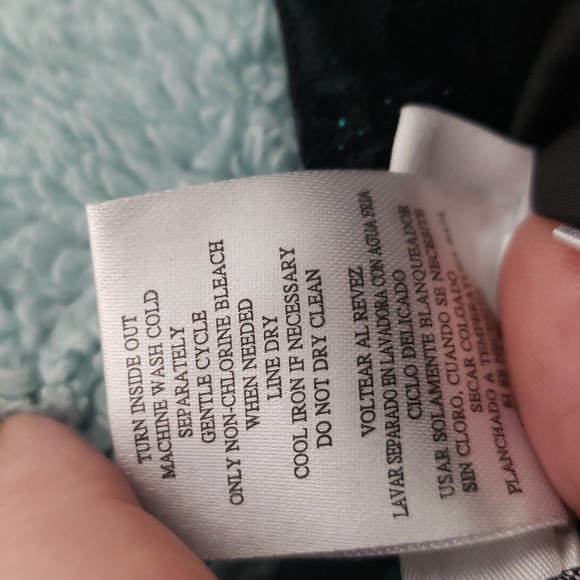 TURN INSIDE OUT
MACHINE WASH COLD
SEPARATELY
GENTLE CYCLE
ONLY NON-CHLORINE BLEACH
WHEN NEEDED
LINE DRY
COOL IRON IF NECESSARY
DO NOT DRY CLEAN
VOLTEAR AL REVEZ
LAVAR SEPARADO EN LAVADORA CON AGUA FRIA
CICLO DELICADO
USAR SOLAMENTE BLANQUEADOR
SIN CLORO, CUANDO SE NECESITE
SECAR COLGADO
PLANCHADO A